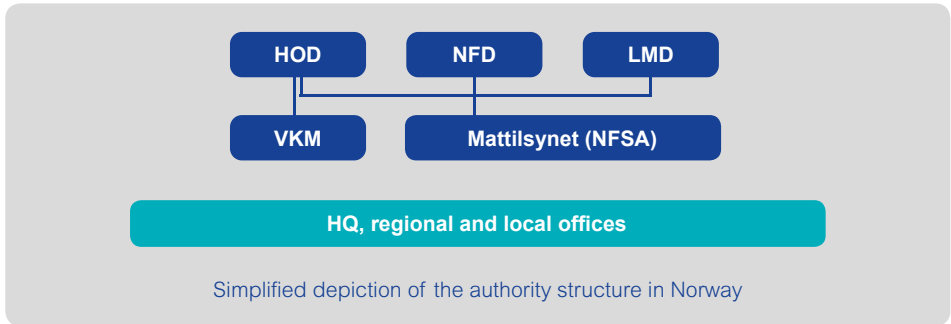 HOD
NFD
LMD
VKM
Mattilsynet (NFSA)
HQ, regional and local offices
Simplified depiction of the authority structure in Norway